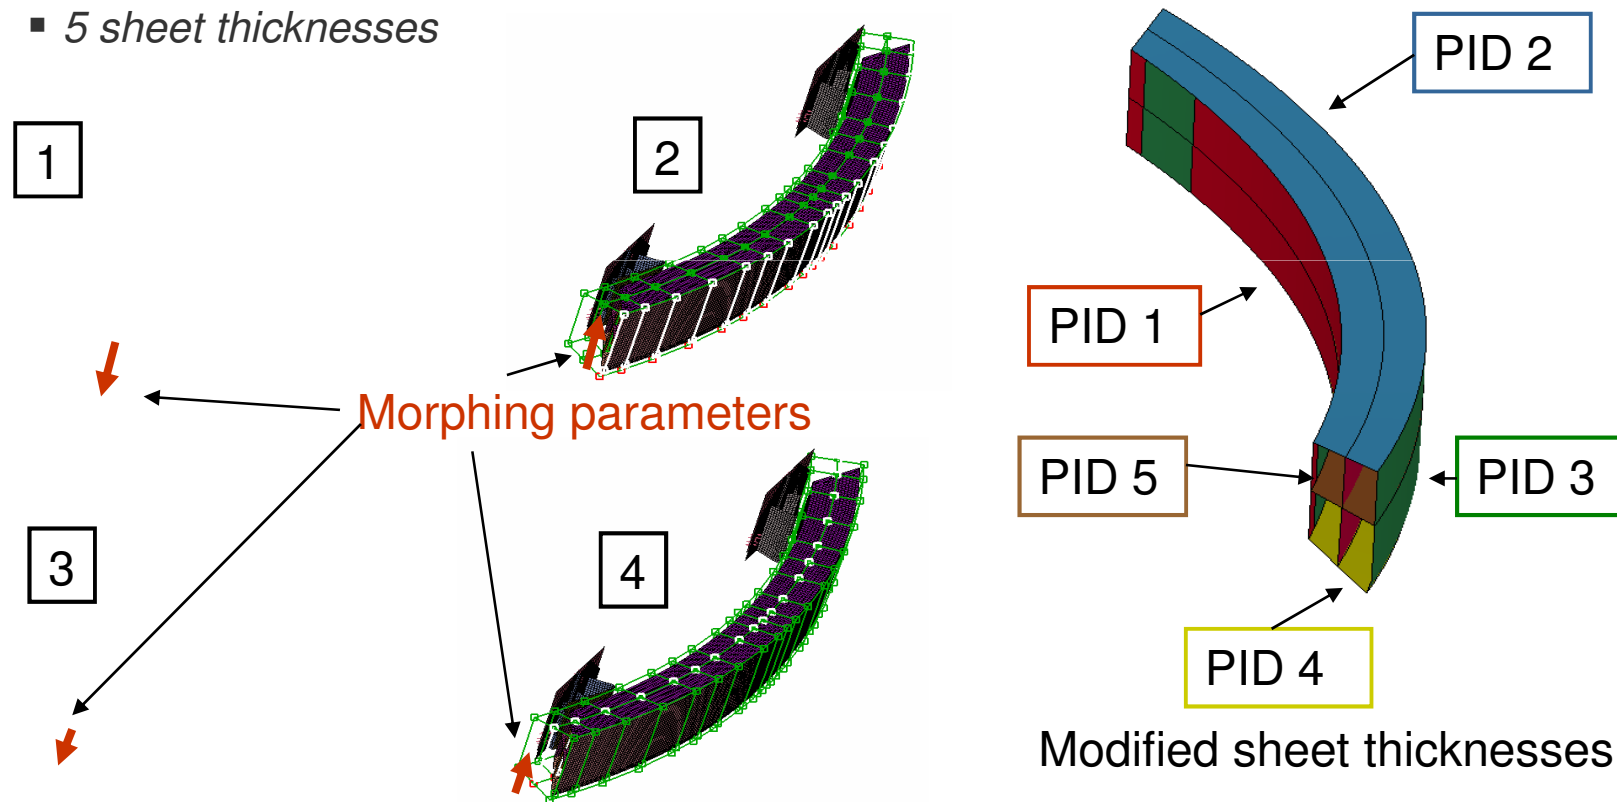 ▪ 5 sheet thicknesses
1
2
PID 2
PID 1
Morphing parameters
PID 5
PID 3
3
4
PID 4
Modified sheet thicknesses